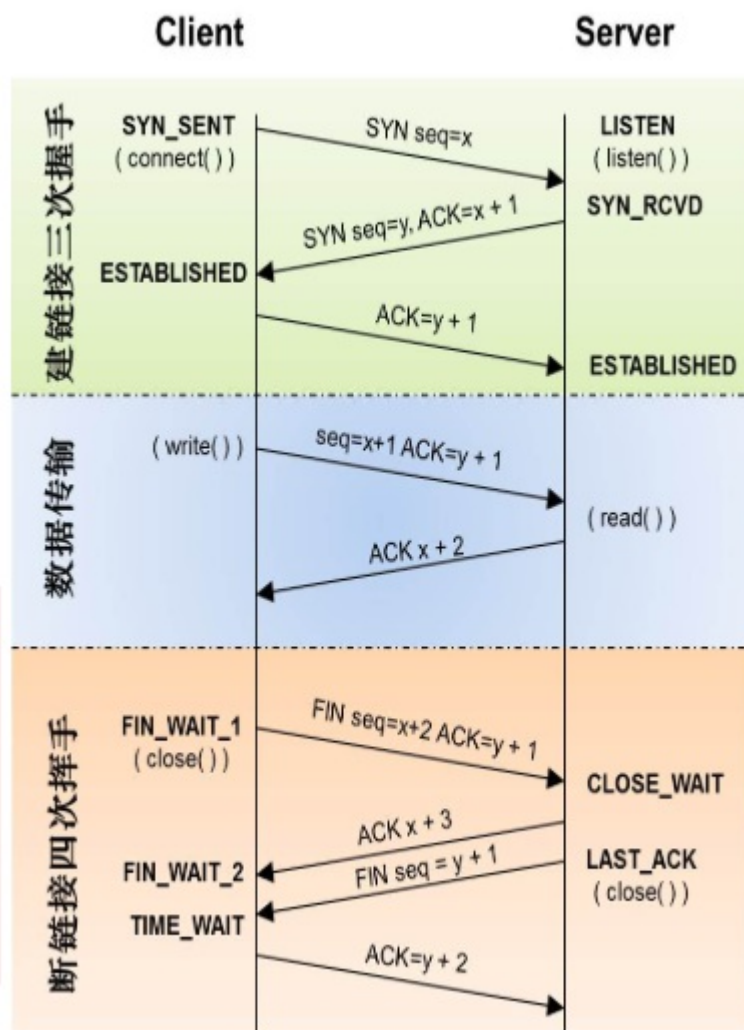 Client
Server
建链接三次握手
SYN_SENT
( connect() )
SYN seq=x
LISTEN
( listen() )
SYN_RCVD
SYN seq=y, ACK=x + 1
ESTABLISHED
ACK=y + 1
ESTABLISHED
数据传输
( write() )
seq=x+1 ACK=y + 1
( read() )
ACK x + 2
断链接四次挥手
FIN_WAIT_1
( close() )
FIN seq=x+2 ACK=y + 1
CLOSE_WAIT
ACK x + 3
FIN_WAIT_2
FIN seq = y + 1
LAST_ACK
( close() )
TIME_WAIT
ACK=y + 2